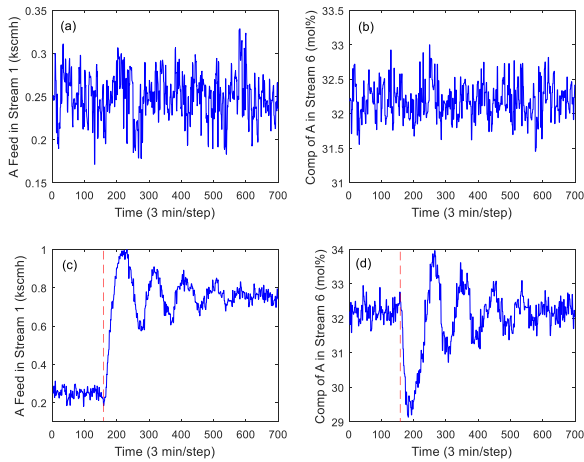 (a)
A Feed in Stream 1 (kscmh)
0.35
0.3
0.25
0.2
0.15
0 100 200 300 400 500 600 700
Time (3 min/step)
(b)
Comp of A in Stream 6 (mol%)
33.5
33
32.5
32
31.5
31
0 100 200 300 400 500 600 700
Time (3 min/step)
(c)
A Feed in Stream 1 (kscmh)
1
0.8
0.6
0.4
0.2
0 100 200 300 400 500 600 700
Time (3 min/step)
(d)
Comp of A in Stream 6 (mol%)
34
33
32
31
30
29
0 100 200 300 400 500 600 700
Time (3 min/step)